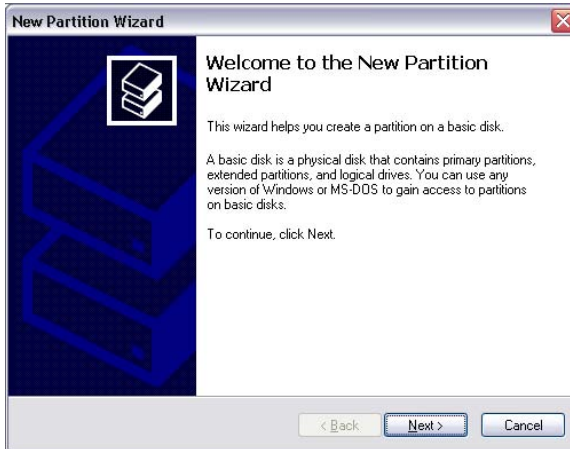 New Partition Wizard
Welcome to the New Partition
Wizard
This wizard helps you create a partition on a basic disk.
A basic disk is a physical disk that contains primary partitions,
extended partitions, and logical drives. You can use any
version of Windows or MS-DOS to gain access to partitions
on basic disks.
To continue, click Next.
< Back
Next >
Cancel